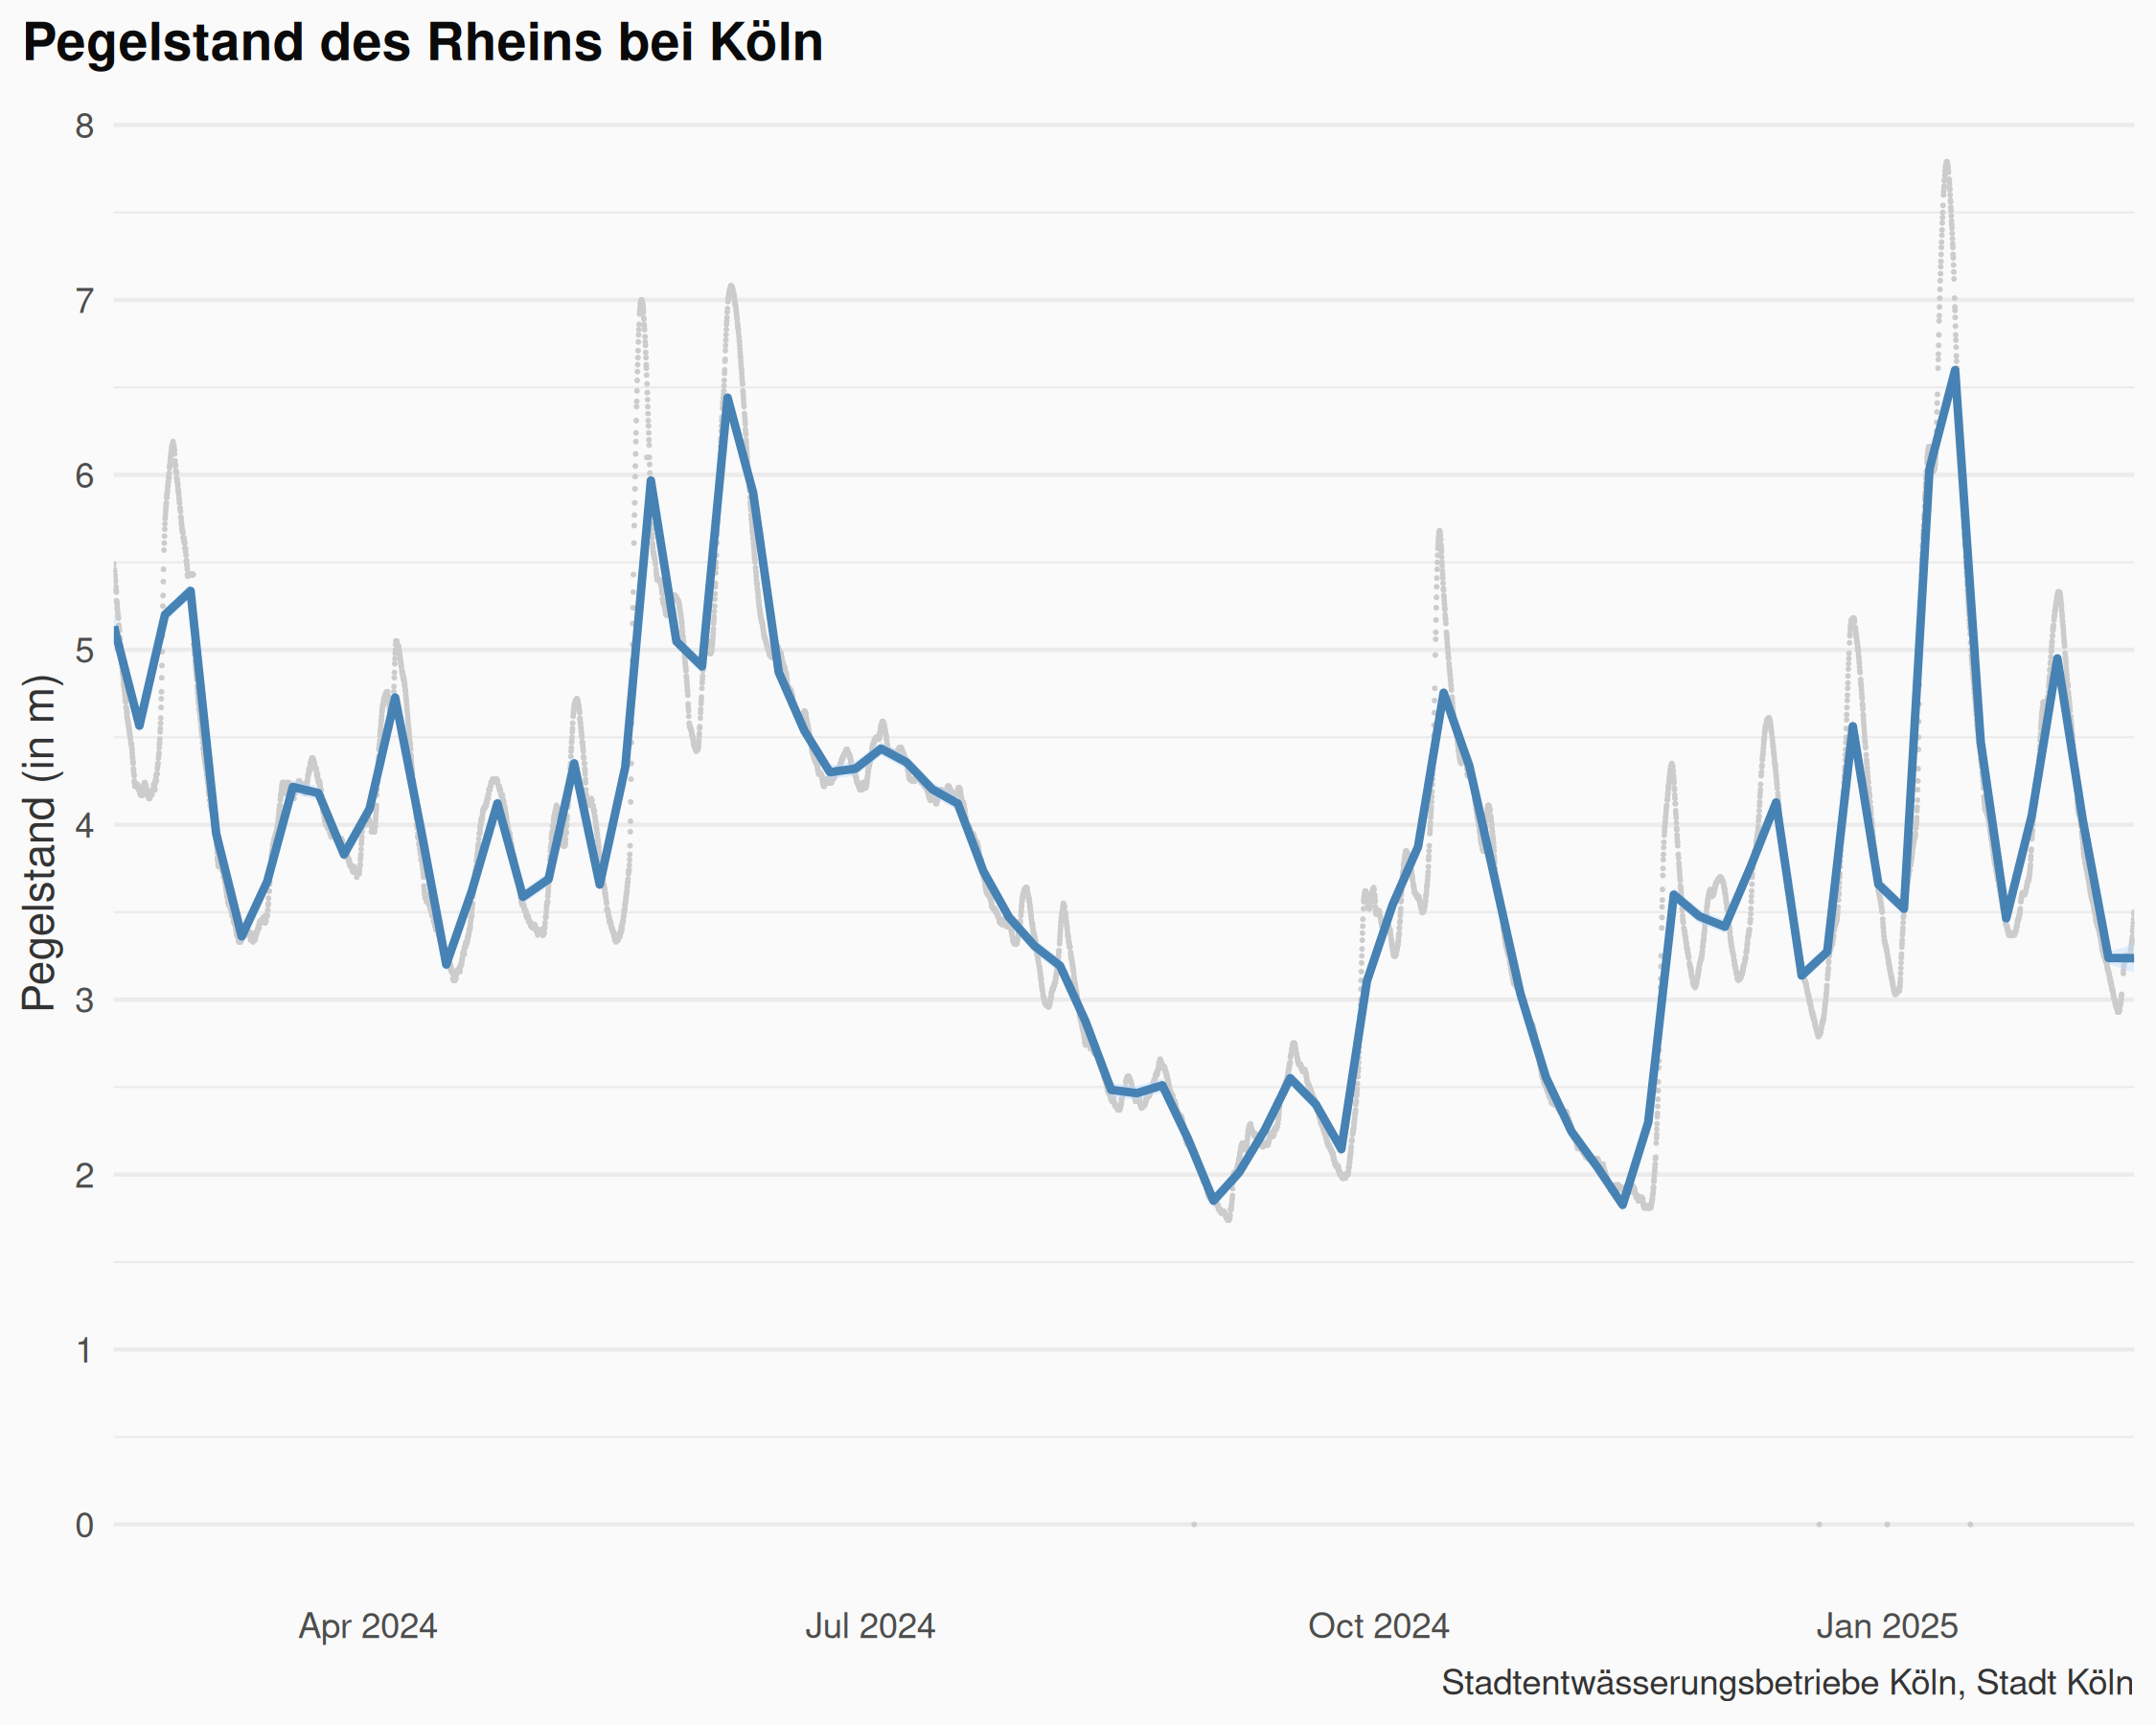 Pegelstand des Rheins bei Köln
Pegelstand (in m)
8
7
6
5
4
3
2
1
0
Apr 2024
Jul 2024
Oct 2024
Jan 2025
Stadtentwässerungsbetriebe Köln, Stadt Köln